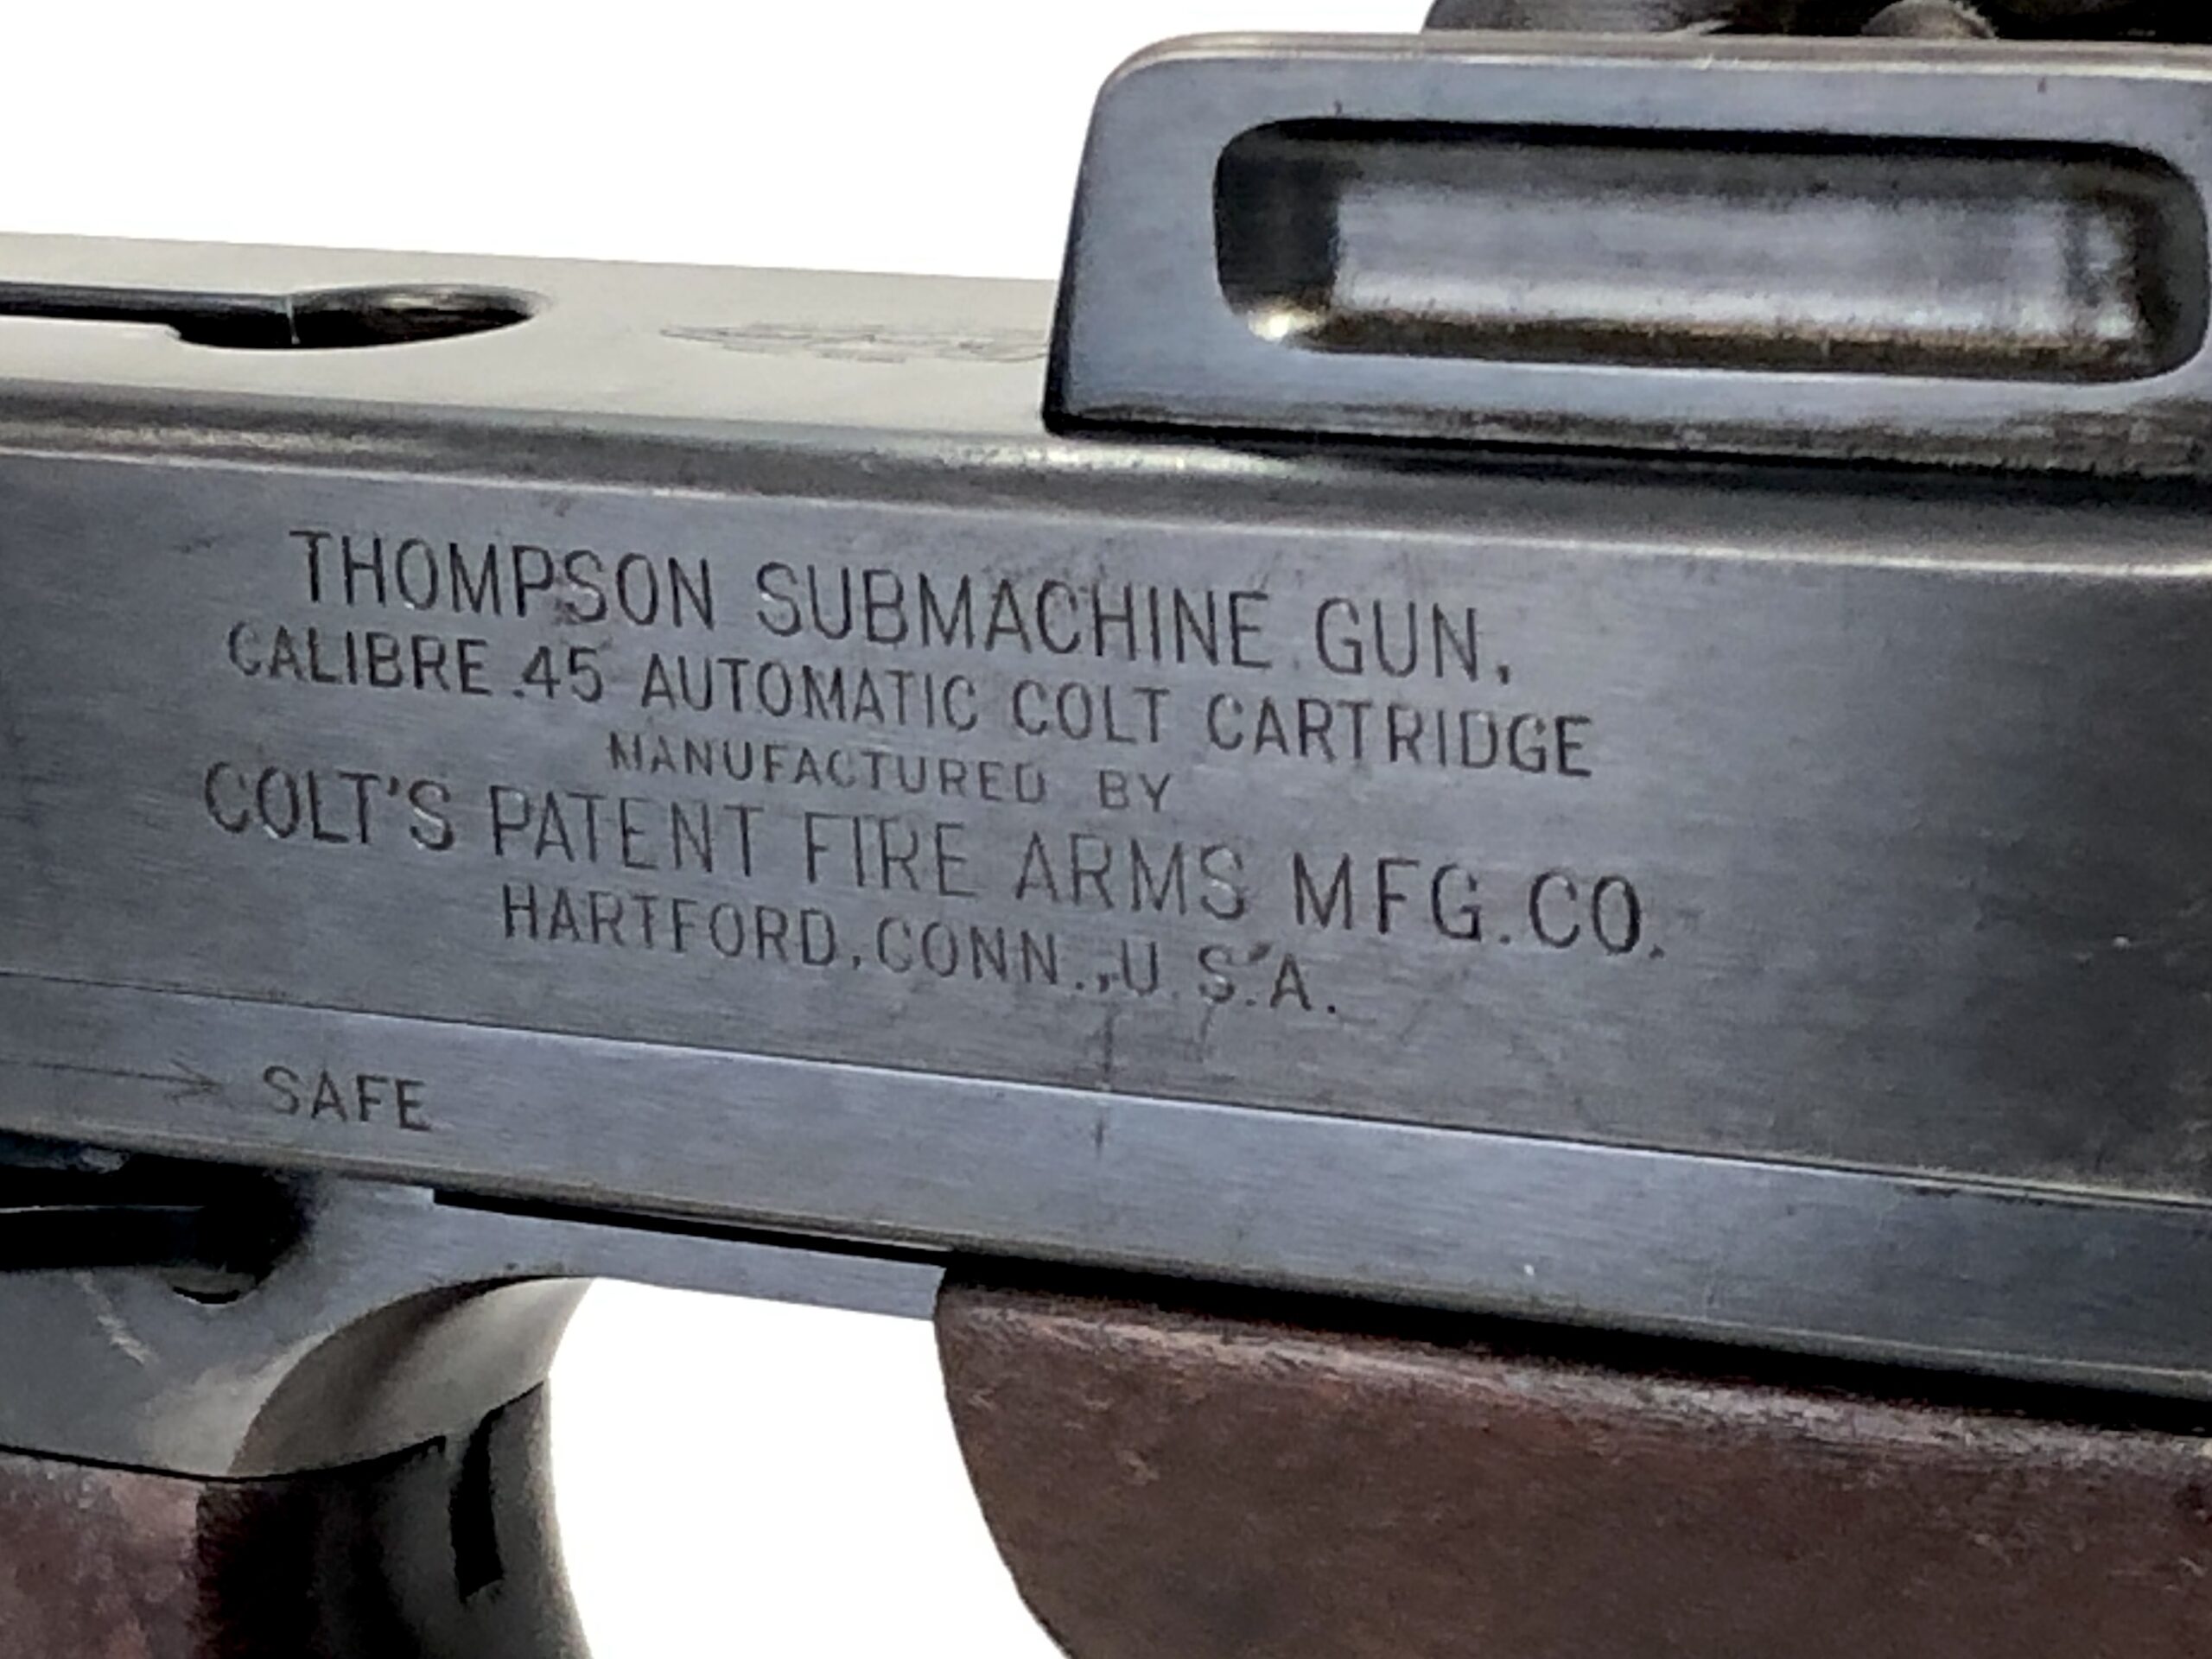 THOMPSON SUBMACHINE GUN,
CALIBRE .45 AUTOMATIC COLT CARTRIDGE
MANUFACTURED BY
COLT'S PATENT FIRE ARMS MFG. CO.
HARTFORD, CONN., U.S.A.
SAFE